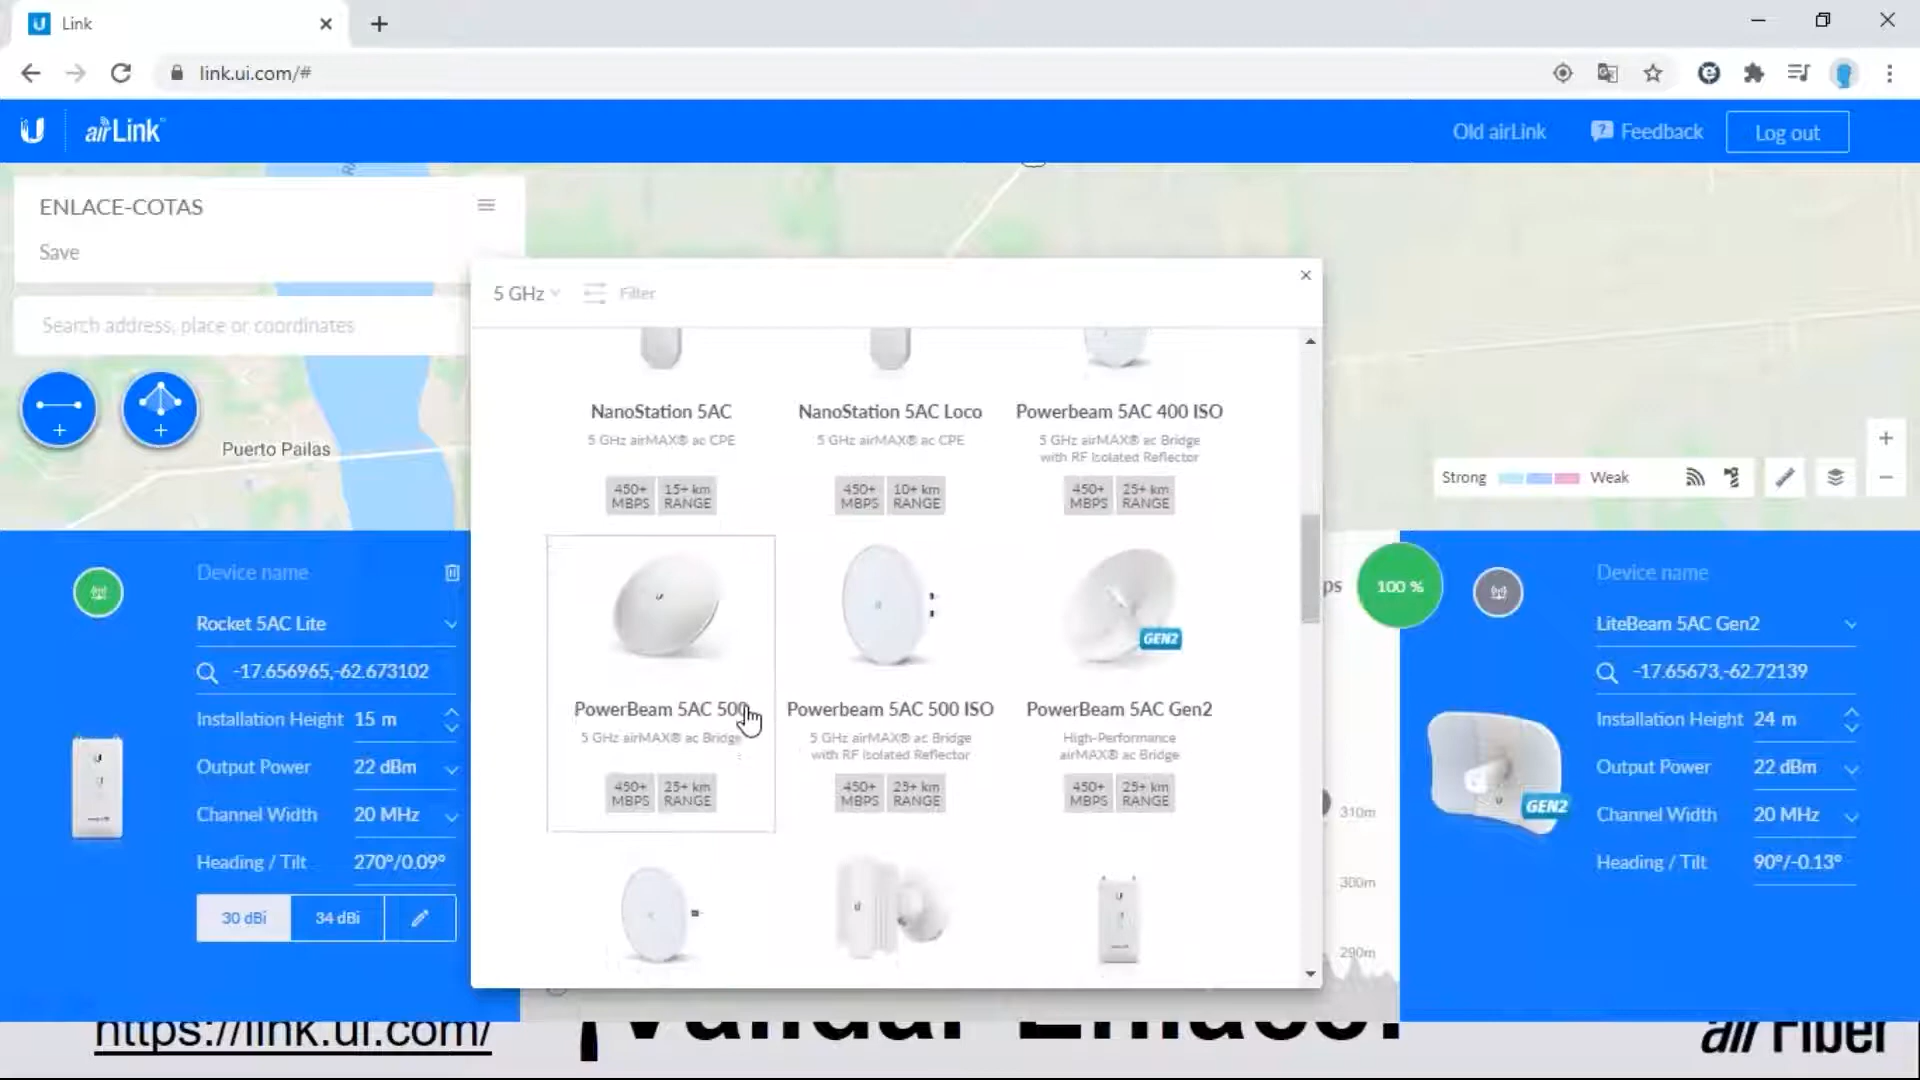 Link
link.ui.com/#
airLink
Old airLink
Feedback
Log out
ENLACE-COTAS
Save
Search address, place or coordinates
Puerto Pailas
Strong
Weak
5 GHz
Filter
NanoStation 5AC
5 GHz airMAX® ac CPE
450+ MBPS
15+ km RANGE
NanoStation 5AC Loco
5 GHz airMAX® ac CPE
450+ MBPS
10+ km RANGE
Powerbeam 5AC 400 ISO
5 GHz airMAX® ac Bridge
with RF Isolated Reflector
450+ MBPS
25+ km RANGE
PowerBeam 5AC 500
5 GHz airMAX® ac Bridge
450+ MBPS
25+ km RANGE
Powerbeam 5AC 500 ISO
5 GHz airMAX® ac Bridge
with RF Isolated Reflector
450+ MBPS
25+ km RANGE
GEN2
PowerBeam 5AC Gen2
High-Performance
airMAX® ac Bridge
450+ MBPS
25+ km RANGE
Device name
Rocket 5AC Lite
-17.656965,-62.673102
Installation Height 15 m
Output Power 22 dBm
Channel Width 20 MHz
Heading / Tilt 270°/0.09°
30 dBi
34 dBi
ps
100 %
310m
300m
290m
Device name
LiteBeam 5AC Gen2
-17.65673,-62.72139
Installation Height 24 m
Output Power 22 dBm
Channel Width 20 MHz
Heading / Tilt 90°/-0.13°
GEN2
https://link.ui.com/
¡Validar Enlace!
airFiber